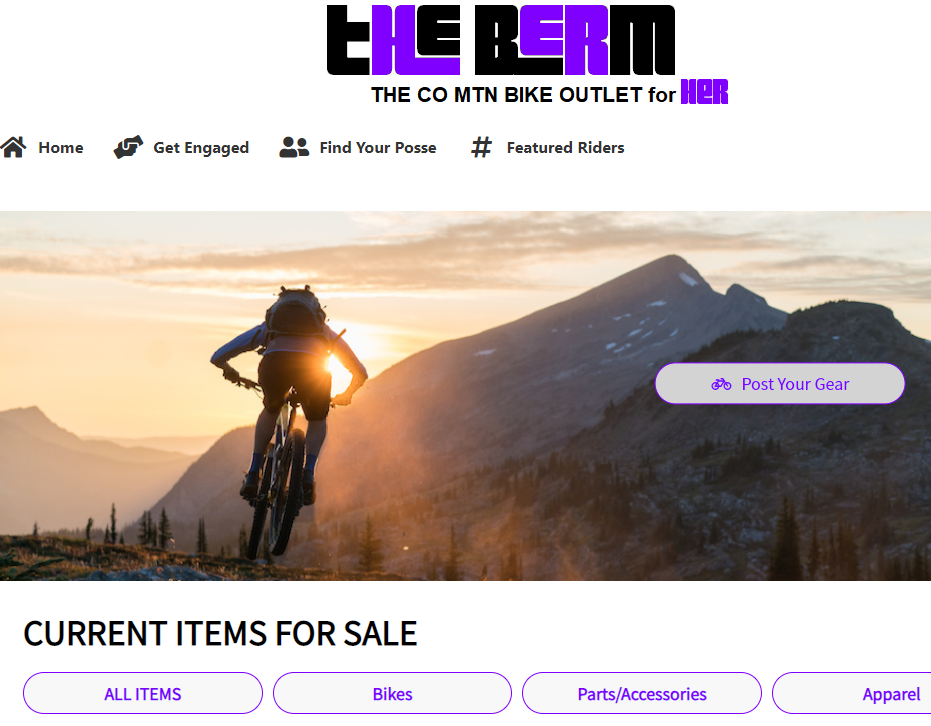 tHE BERM
THE CO MTN BIKE OUTLET for HER
Home Get Engaged Find Your Posse # Featured Riders
Post Your Gear
CURRENT ITEMS FOR SALE
ALL ITEMS Bikes Parts/Accessories Apparel